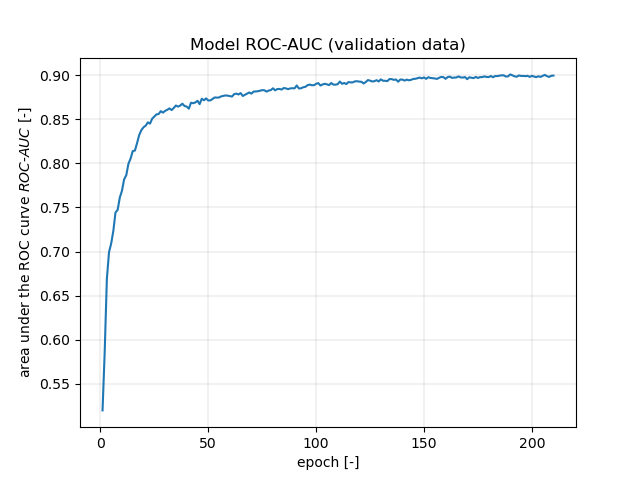 Model ROC-AUC (validation data)
area under the ROC curve ROC-AUC [-]
0.90
0.85
0.80
0.75
0.70
0.65
0.60
0.55
0 50 100 150 200
epoch [-]